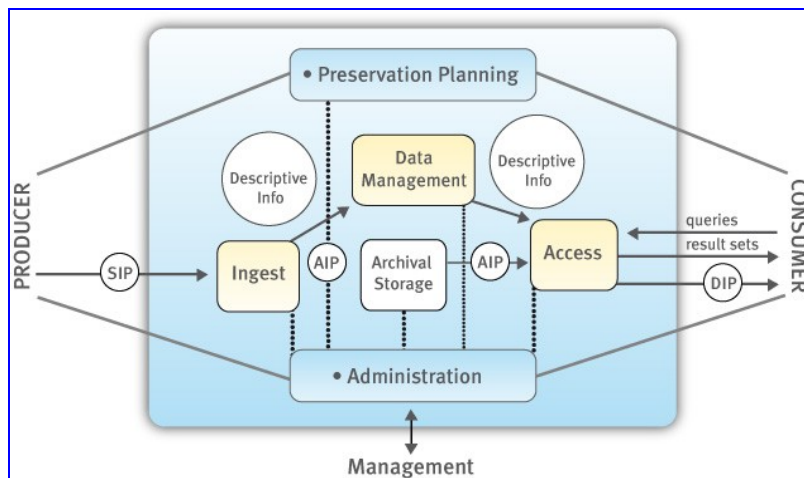 • Preservation Planning
PRODUCER
Descriptive
Info
Data
Management
Descriptive
Info
CONSUMER
SIP
Ingest
AIP
Archival
Storage
AIP
Access
queries
result sets
DIP
• Administration
Management